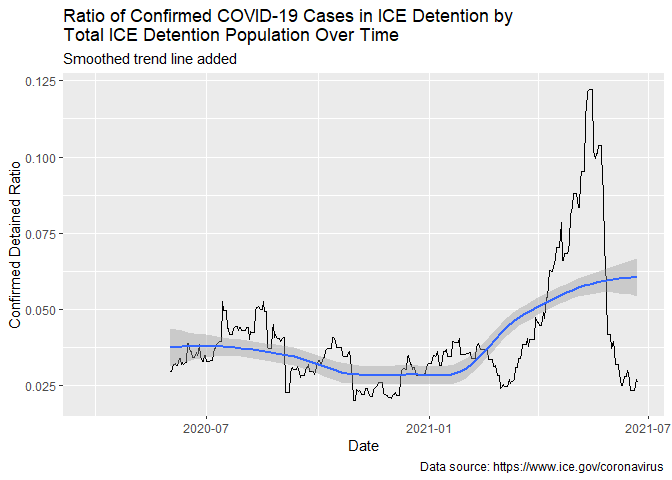 Ratio of Confirmed COVID-19 Cases in ICE Detention by
Total ICE Detention Population Over Time
Smoothed trend line added
0.125
0.100
0.075
0.050
0.025
Confirmed Detained Ratio
2020-07
2021-01
2021-07
Date
Data source: https://www.ice.gov/coronavirus